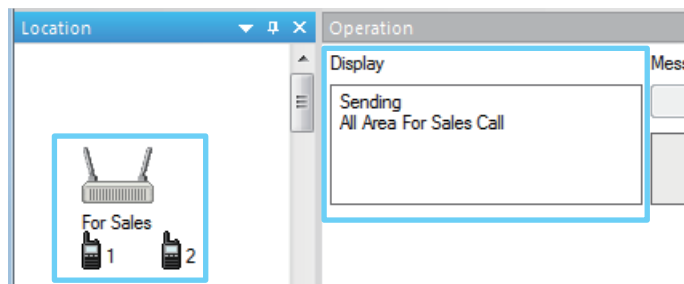 Location
Operation
Display
Sending
All Area For Sales Call
For Sales
1
2